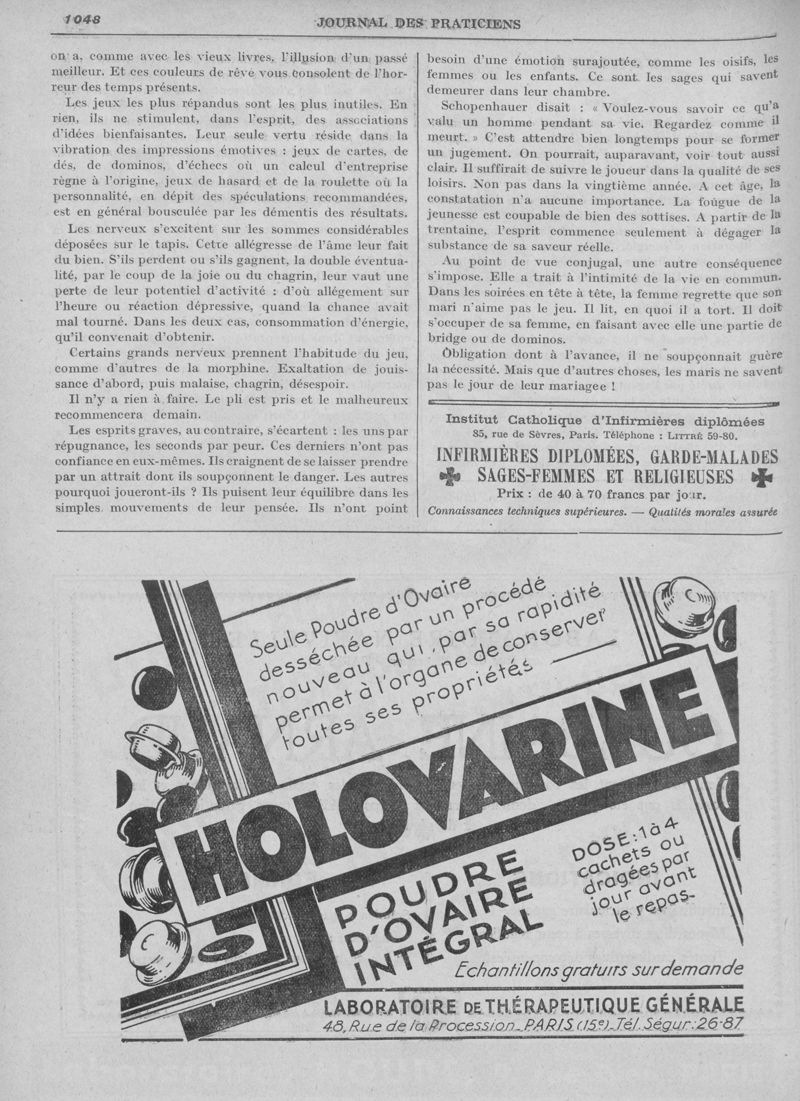 1048
JOURNAL DES PRATICIENS
on a, comme avec les vieux livres, l'illusion d'un passé
meilleur. Et ces couleurs de rêve vous consolent de l'hor-
reur des temps présents.
Les jeux les plus répandus sont les plus inutiles. En
rien, ils ne stimulent, dans l'esprit, des associations
d'idées bienfaisantes. Leur seule vertu réside dans la
vibration des impressions émotives : jeux de cartes, de
dés, de dominos, d'échecs où un calcul d'entreprise
règne à l'origine, jeux de hasard et de la roulette où la
personnalité, en dépit des spéculations recommandées,
est en général bousculée par les démentis des résultats.
Les nerveux s'excitent sur les sommes considérables
déposées sur le tapis. Cette allégresse de l'âme leur fait
du bien. S'ils perdent ou s'ils gagnent, la double éventua-
lité, par le coup de la joie ou du chagrin, leur vaut une
perte de leur potentiel d'activité : d'où allégement sur
l'heure ou réaction dépressive, quand la chance avait
mal tourné. Dans les deux cas, consommation d'énergie,
qu'il convenait d'obtenir.
Certains grands nerveux prennent l'habitude du jeu,
comme d'autres de la morphine. Exaltation de jouis-
sance d'abord, puis malaise, chagrin, désespoir.
Il n'y a rien à faire. Le pli est pris et le malheureux
recommencera demain.
Les esprits graves, au contraire, s'écartent : les uns par
répugnance, les seconds par peur. Ces derniers n'ont pas
confiance en eux-mêmes. Ils craignent de se laisser prendre
par un attrait dont ils soupçonnent le danger. Les autres
pourquoi joueront-ils ? Ils puisent leur équilibre dans les
simples mouvements de leur pensée. Ils n'ont point
besoin d'une émotion surajoutée, comme les oisifs, les
femmes ou les enfants. Ce sont les sages qui savent
demeurer dans leur chambre.
Schopenhauer disait : « Voulez-vous savoir ce qu'a
valu un homme pendant sa vie. Regardez comme il
meurt. » C'est attendre bien longtemps pour se former
un jugement. On pourrait, auparavant, voir tout aussi
clair. Il suffirait de suivre le joueur dans la qualité de ses
loisirs. Non pas dans la vingtième année. A cet âge, la
constatation n'a aucune importance. La fougue de la
jeunesse est coupable de bien des sottises. A partir de la
trentaine, l'esprit commence seulement à dégager la
substance de sa saveur réelle.
Au point de vue conjugal, une autre conséquence
s'impose. Elle a trait à l'intimité de la vie en commun.
Dans les soirées en tête à tête, la femme regrette que son
mari n'aime pas le jeu. Il lit, en quoi il a tort. Il doit
s'occuper de sa femme, en faisant avec elle une partie de
bridge ou de dominos.
Obligation dont à l'avance, il ne soupçonnait guère
la nécessité. Mais que d'autres choses, les maris ne savent
pas le jour de leur mariagee !
Institut Catholique d'Infirmières diplômées
85, rue de Sèvres, Paris. Téléphone : LITTRÉ 59-80.
INFIRMIÈRES DIPLOMÉES, GARDE-MALADES
SAGES-FEMMES ET RELIGIEUSES
Prix : de 40 à 70 francs par jour.
Connaissances techniques supérieures. — Qualités morales assurée
Seule Poudre d'Ovaire
desséchée par un procédé
nouveau qui, par sa rapidité
permet à l'organe de conserver
toutes ses propriétés
HOLOVARINE
POUDRE
D'OVAIRE
INTÉGRAL
DOSE : 1 à 4
cachets ou
dragées par
jour avant
le repas.
Echantillons gratuits sur demande
LABORATOIRE DE THÉRAPEUTIQUE GÉNÉRALE
48, Rue de la Procession_PARIS (15e)_Tél. Ségur : 26-87